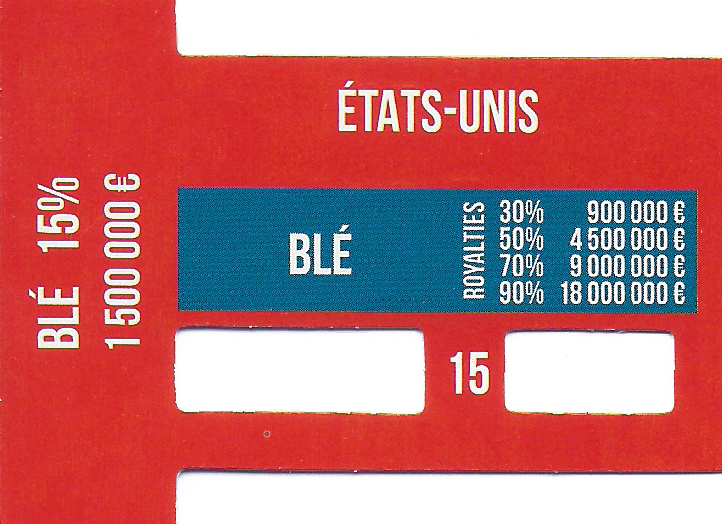 BLÉ 15%
1 500 000 €
ÉTATS-UNIS
BLÉ
ROYALTIES
30% 900 000 €
50% 4 500 000 €
70% 9 000 000 €
90% 18 000 000 €
15